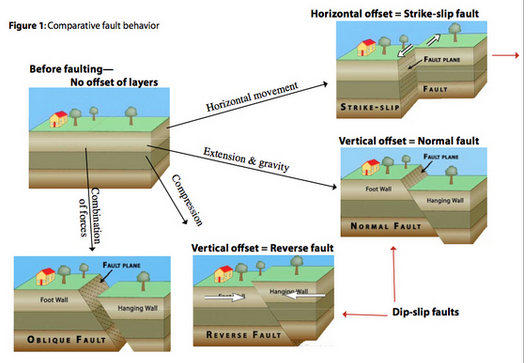 Figure 1: Comparative fault behavior
Horizontal offset = Strike-slip fault
FAULT PLANE
FAULT
STRIKE-SLIP
Before faulting—
No offset of layers
Horizontal movement
Extension & gravity
Compression
Combination
of forces
Vertical offset = Normal fault
FAULT PLANE
Foot Wall
Hanging Wall
NORMAL FAULT
Vertical offset = Reverse fault
Foot Wall
Hanging Wall
REVERSE FAULT
FAULT PLANE
Foot Wall
Hanging Wall
OBLIQUE FAULT
Dip-slip faults